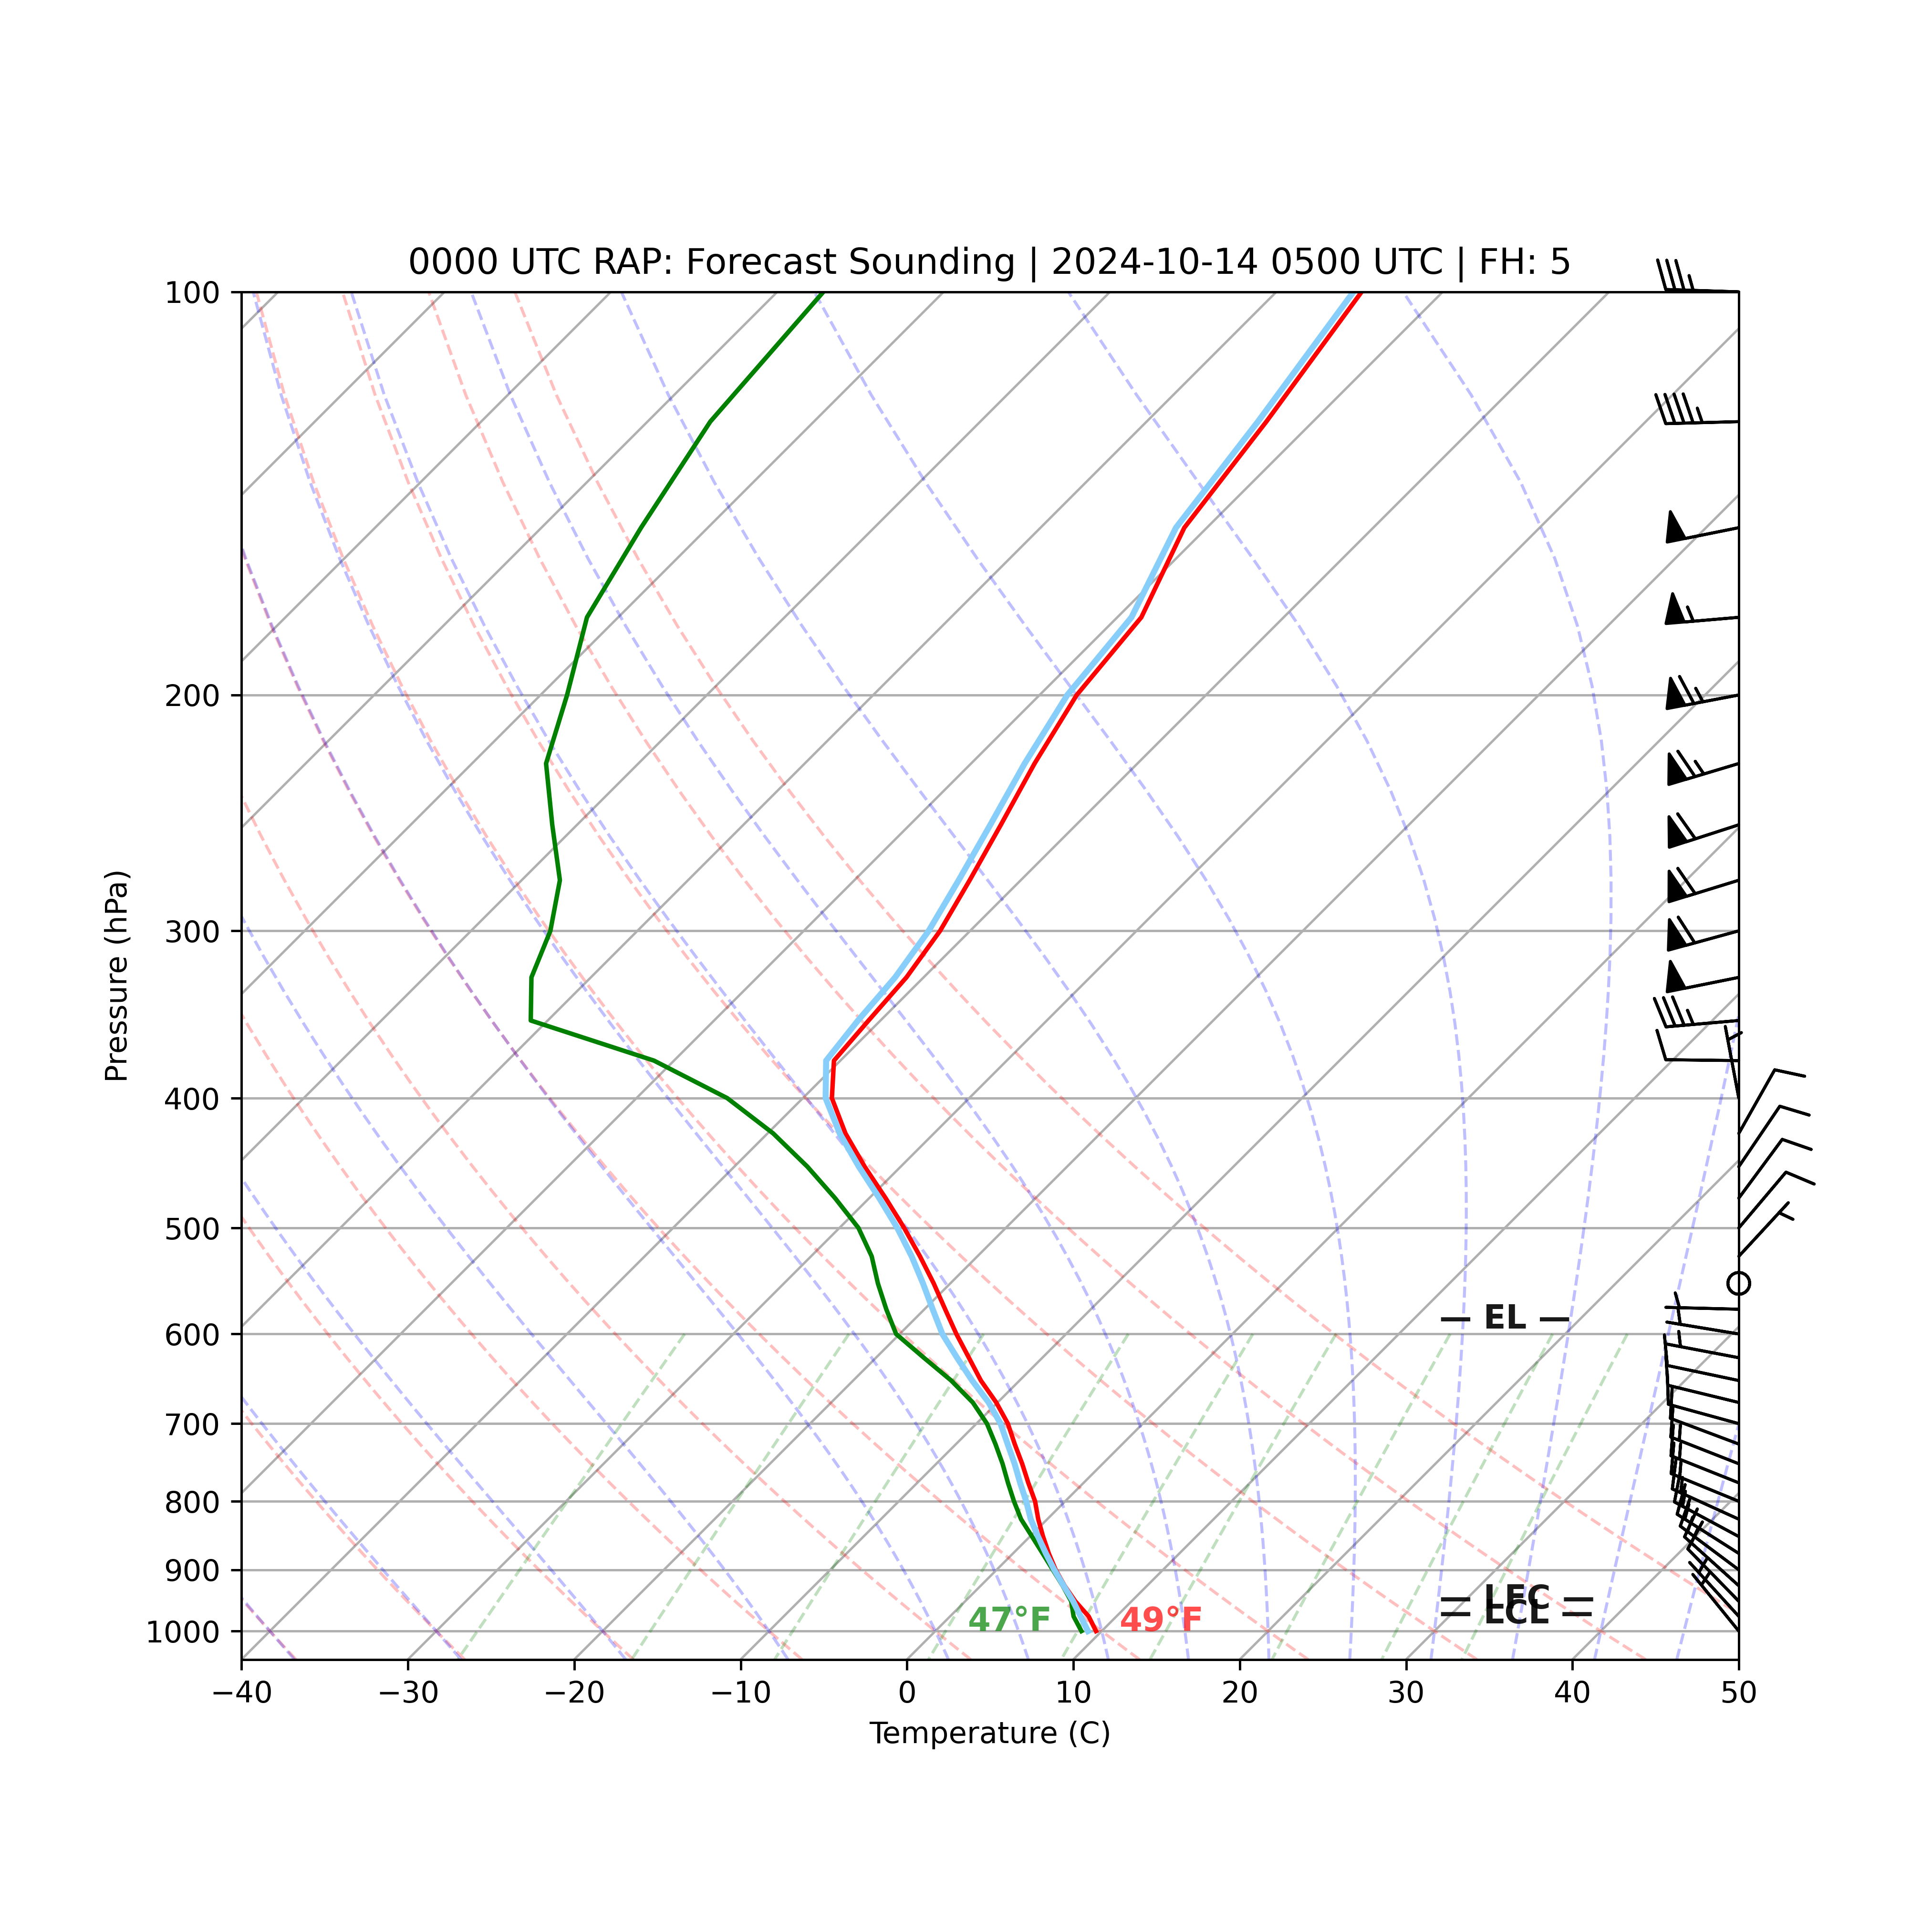 0000 UTC RAP: Forecast Sounding | 2024-10-14 0500 UTC | FH: 5
100
200
300
400
500
600
700
800
900
1000
Pressure (hPa)
— EL —
— LFC —
— LCL —
47°F
49°F
−40
−30
−20
−10
0
10
20
30
40
50
Temperature (C)